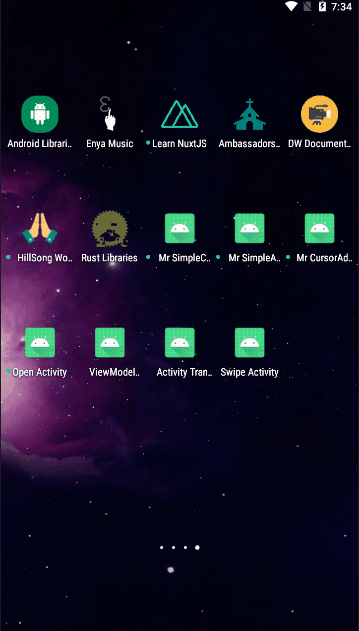 7:34
Android Librari..
Enya Music
Learn NuxtJS
Ambassadors..
DW Document..
HillSong Wo..
Rust Libraries
Mr SimpleC..
Mr SimpleA..
Mr CursorAd..
Open Activity
ViewModel..
Activity Tran..
Swipe Activity